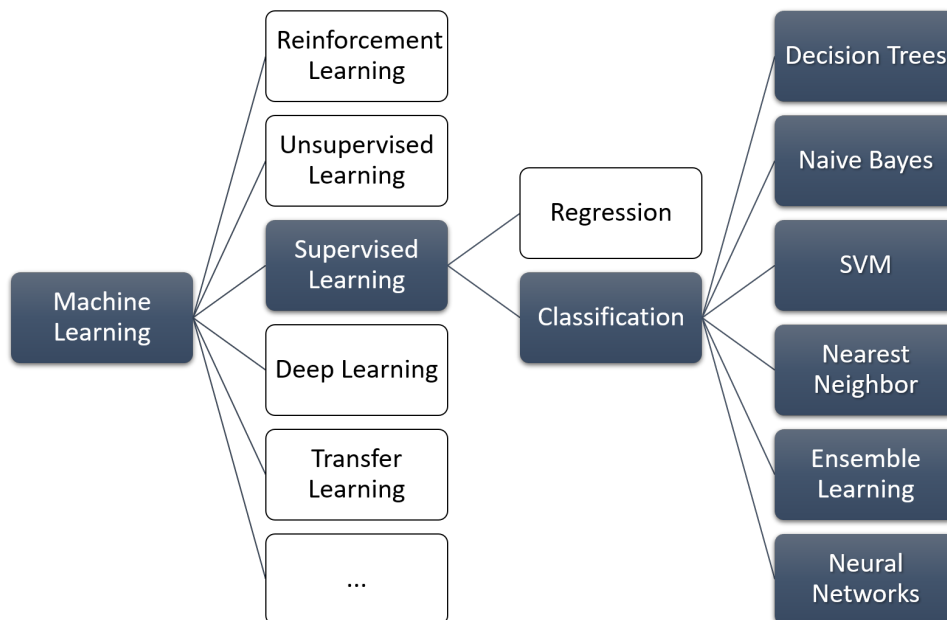 Reinforcement
Learning
Unsupervised
Learning
Supervised
Learning
Deep Learning
Transfer
Learning
...
Machine
Learning
Regression
Classification
Decision Trees
Naive Bayes
SVM
Nearest
Neighbor
Ensemble
Learning
Neural
Networks